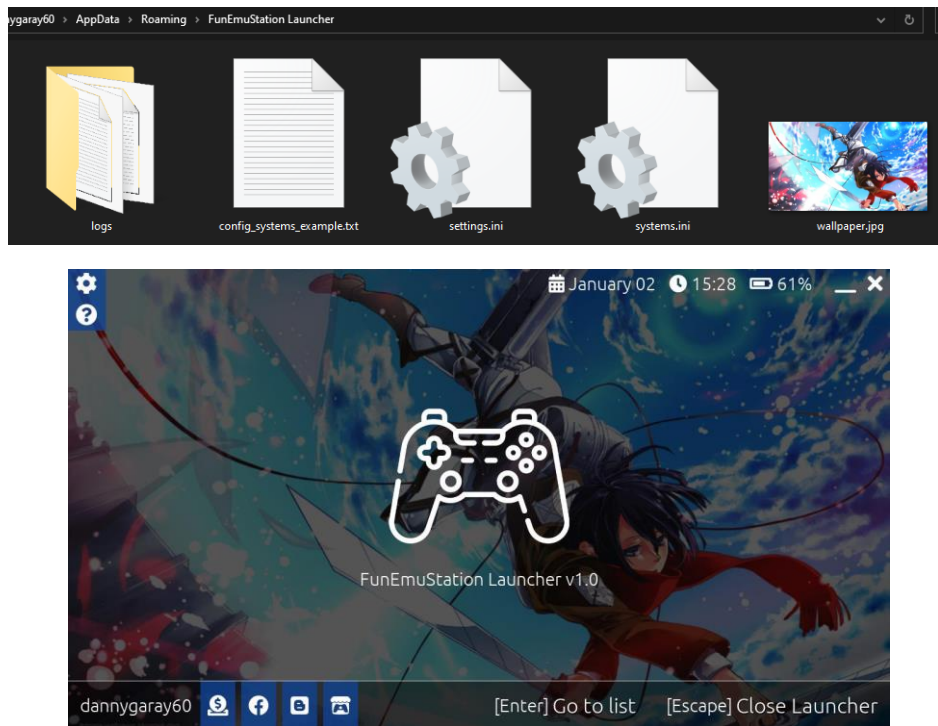 ygaray60 > AppData > Roaming > FunEmuStation Launcher
logs
config_systems_example.txt
settings.ini
systems.ini
wallpaper.jpg
January 02 15:28 61%
FunEmuStation Launcher v1.0
dannygaray60 [Enter] Go to list [Escape] Close Launcher